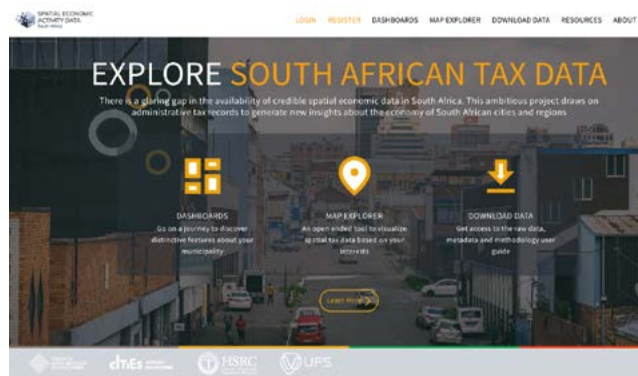 SPATIAL ECONOMIC
ACTIVITY DATA
South Africa
LOGIN REGISTER DASHBOARDS MAP EXPLORER DOWNLOAD DATA RESOURCES ABOUT
EXPLORE SOUTH AFRICAN TAX DATA
There is a glaring gap in the availability of credible spatial economic data in South Africa. This ambitious project draws on
administrative tax records to generate new insights about the economy of South African cities and regions
DASHBOARDS
Go on a journey to discover
distinctive features about your
municipality
MAP EXPLORER
An open ended tool to visualize
spatial tax data based on your
interests
DOWNLOAD DATA
Get access to the raw data,
metadata and methodology user
guide
Learn More
cITiEs
HSRC
UFS